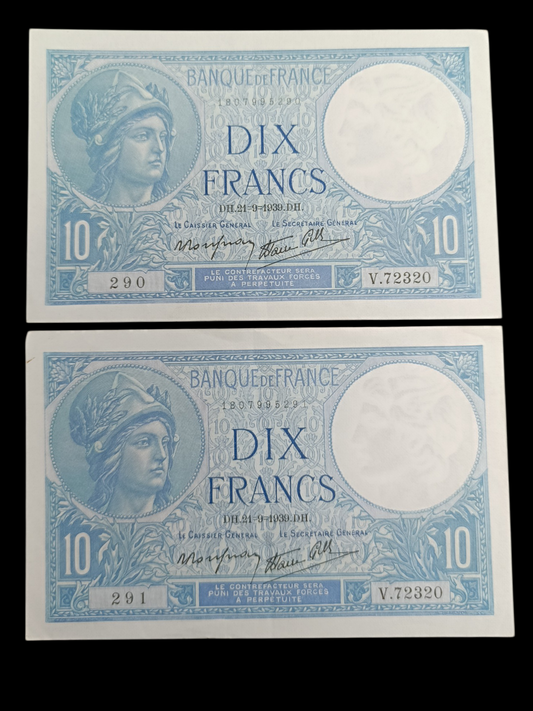 BANQUE DE FRANCE
1807995290
DIX
FRANCS
DH.21-9-1939.DH.
LE CAISSIER GÉNÉRAL LE SECRÉTAIRE GÉNÉRAL
10 10
290 V.72320
LE CONTREFACTEUR SERA
PUNI DES TRAVAUX FORCÉS
À PERPÉTUITÉ
BANQUE DE FRANCE
1807995291
DIX
FRANCS
DH.21-9-1939.DH.
LE CAISSIER GÉNÉRAL LE SECRÉTAIRE GÉNÉRAL
10 10
291 V.72320
LE CONTREFACTEUR SERA
PUNI DES TRAVAUX FORCÉS
À PERPÉTUITÉ